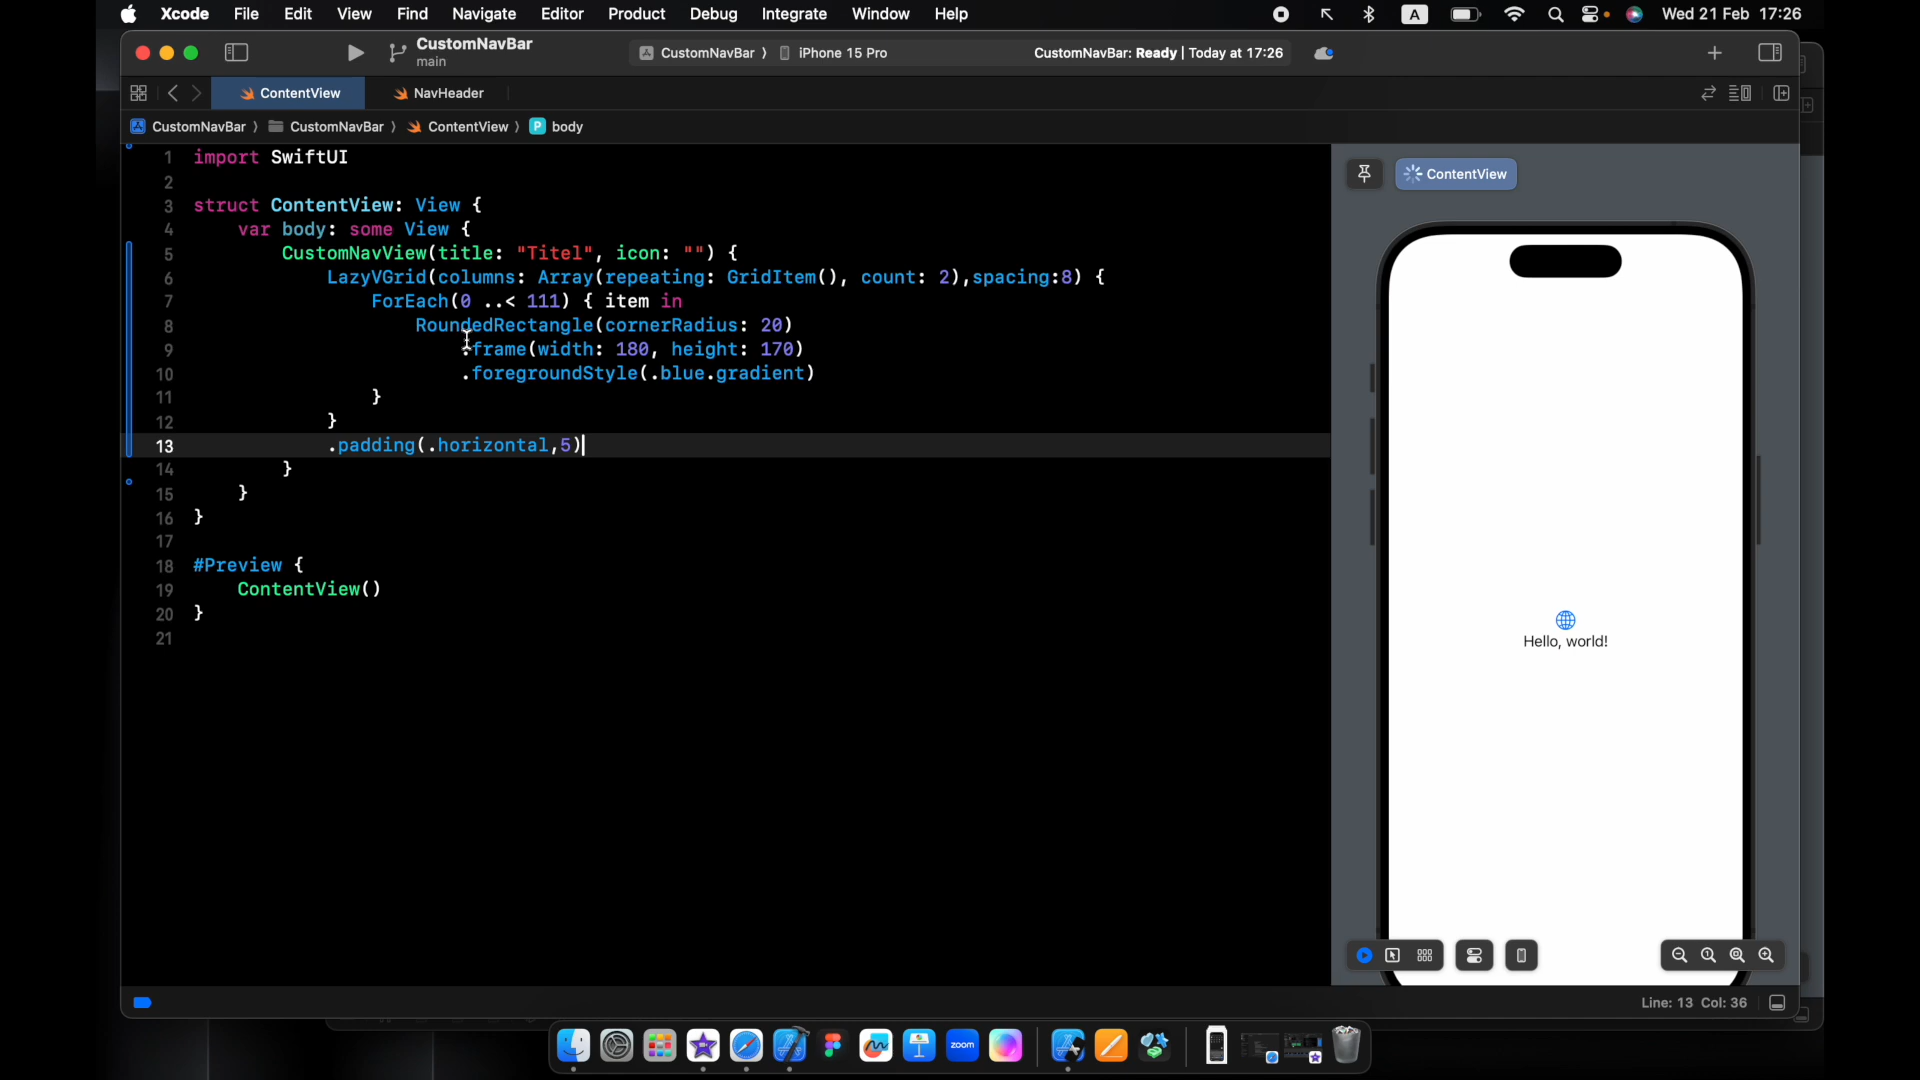 Xcode File Edit View Find Navigate Editor Product Debug Integrate Window Help A Wed 21 Feb 17:26
CustomNavBar
main
CustomNavBar ⟩ iPhone 15 Pro
CustomNavBar: Ready | Today at 17:26
ContentView
NavHeader
CustomNavBar ⟩ CustomNavBar ⟩ ContentView ⟩ P body
1 import SwiftUI
2
3 struct ContentView: View {
4 var body: some View {
5 CustomNavView(title: "Titel", icon: "") {
6 LazyVGrid(columns: Array(repeating: GridItem(), count: 2),spacing:8) {
7 ForEach(0 ..< 111) { item in
8 RoundedRectangle(cornerRadius: 20)
9 .frame(width: 180, height: 170)
10 .foregroundStyle(.blue.gradient)
11 }
12 }
13 .padding(.horizontal,5)
14 }
15 }
16 }
17
18 #Preview {
19 ContentView()
20 }
21
ContentView
Hello, world!
Line: 13 Col: 36
zoom